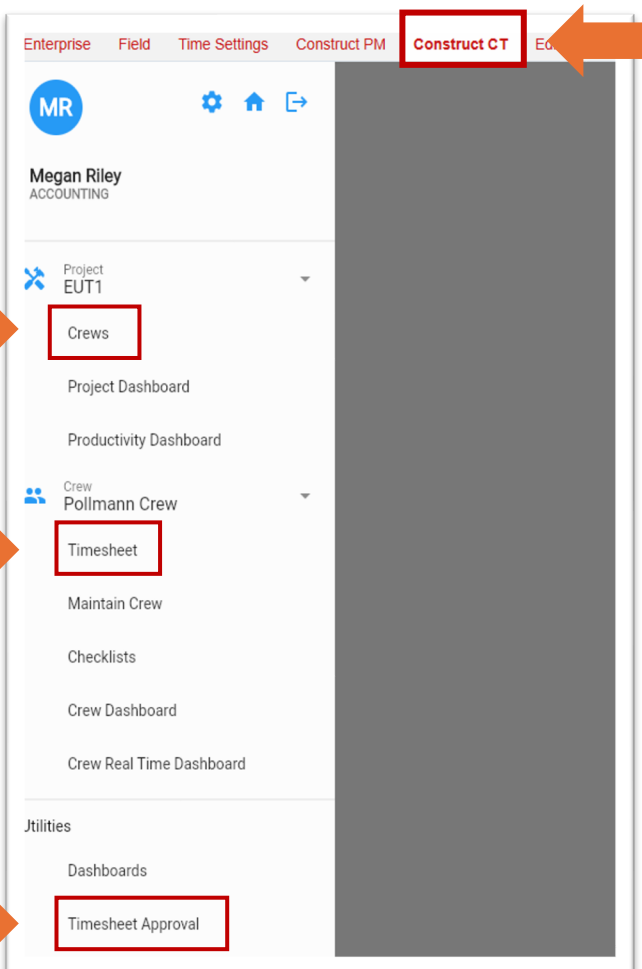 Enterprise Field Time Settings Construct PM Construct CT
MR
Megan Riley
ACCOUNTING
Project
EUT1
Crews
Project Dashboard
Productivity Dashboard
Crew
Pollmann Crew
Timesheet
Maintain Crew
Checklists
Crew Dashboard
Crew Real Time Dashboard
Utilities
Dashboards
Timesheet Approval